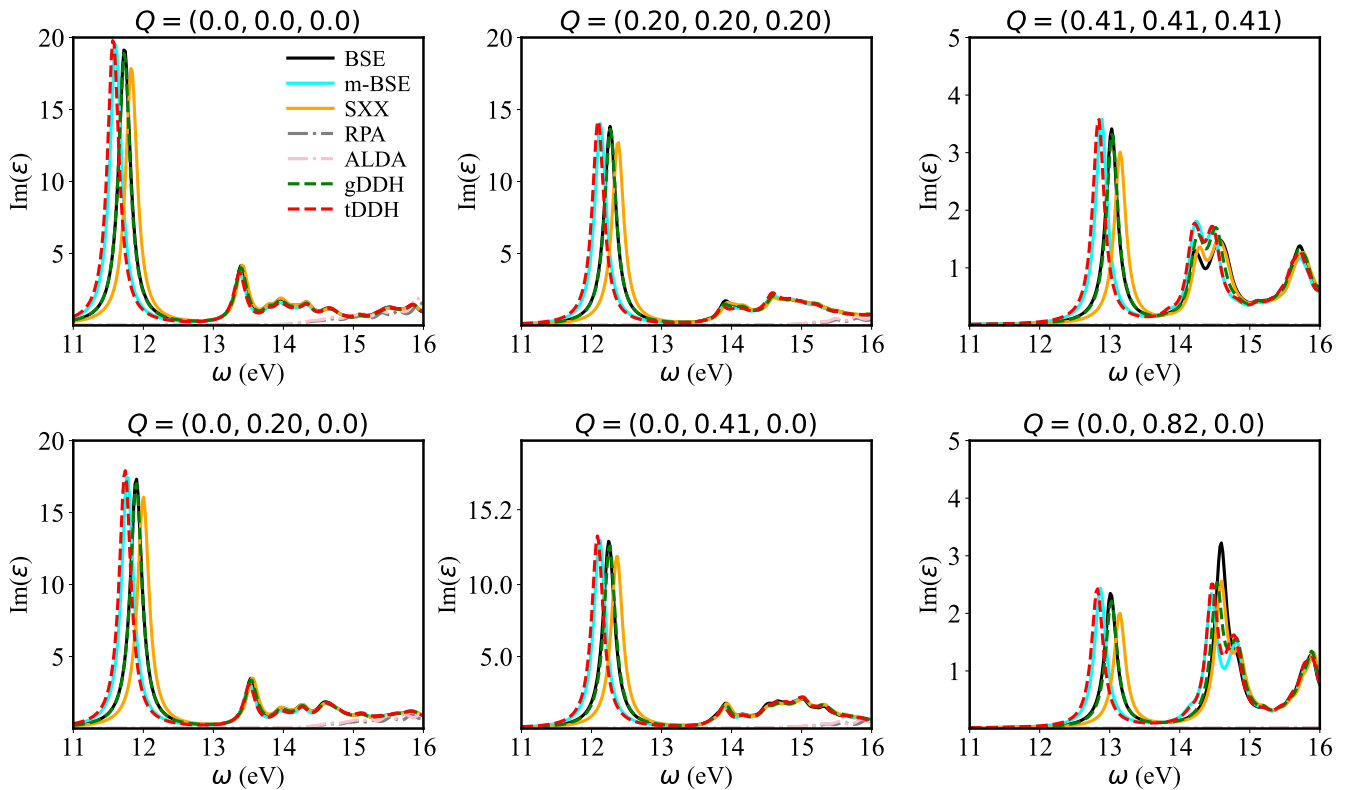 Q = (0.0, 0.0, 0.0)
Im(ε)
20
15
10
5
11 12 13 14 15 16
ω (eV)
BSE
m-BSE
SXX
RPA
ALDA
gDDH
tDDH
Q = (0.20, 0.20, 0.20)
Im(ε)
20
15
10
5
11 12 13 14 15 16
ω (eV)
Q = (0.41, 0.41, 0.41)
Im(ε)
5
4
3
2
1
11 12 13 14 15 16
ω (eV)
Q = (0.0, 0.20, 0.0)
Im(ε)
20
15
10
5
11 12 13 14 15 16
ω (eV)
Q = (0.0, 0.41, 0.0)
Im(ε)
15.2
10.0
5.0
11 12 13 14 15 16
ω (eV)
Q = (0.0, 0.82, 0.0)
Im(ε)
5
4
3
2
1
11 12 13 14 15 16
ω (eV)